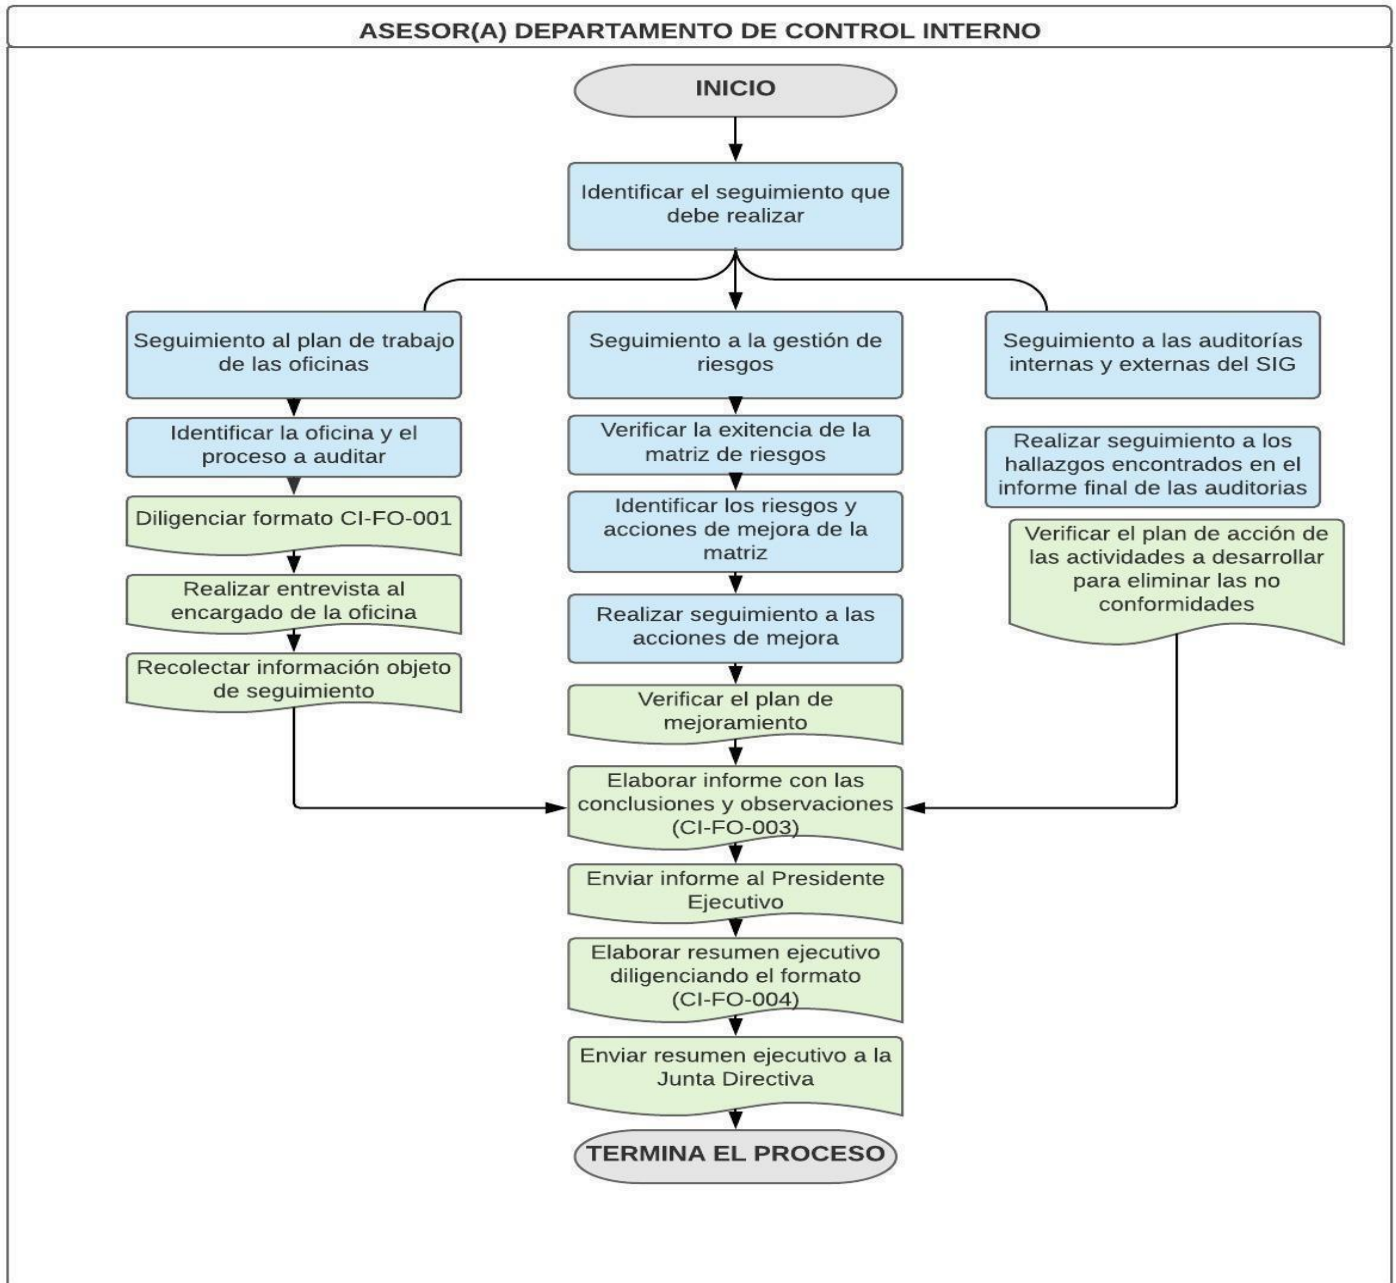 ASESOR(A) DEPARTAMENTO DE CONTROL INTERNO
INICIO
Identificar el seguimiento que
debe realizar
Seguimiento al plan de trabajo
de las oficinas
Identificar la oficina y el
proceso a auditar
Diligenciar formato CI-FO-001
Realizar entrevista al
encargado de la oficina
Recolectar información objeto
de seguimiento
Seguimiento a la gestión de
riesgos
Verificar la exitencia de la
matriz de riesgos
Identificar los riesgos y
acciones de mejora de la
matriz
Realizar seguimiento a las
acciones de mejora
Verificar el plan de
mejoramiento
Seguimiento a las auditorías
internas y externas del SIG
Realizar seguimiento a los
hallazgos encontrados en el
informe final de las auditorias
Verificar el plan de acción de
las actividades a desarrollar
para eliminar las no
conformidades
Elaborar informe con las
conclusiones y observaciones
(CI-FO-003)
Enviar informe al Presidente
Ejecutivo
Elaborar resumen ejecutivo
diligenciando el formato
(CI-FO-004)
Enviar resumen ejecutivo a la
Junta Directiva
TERMINA EL PROCESO